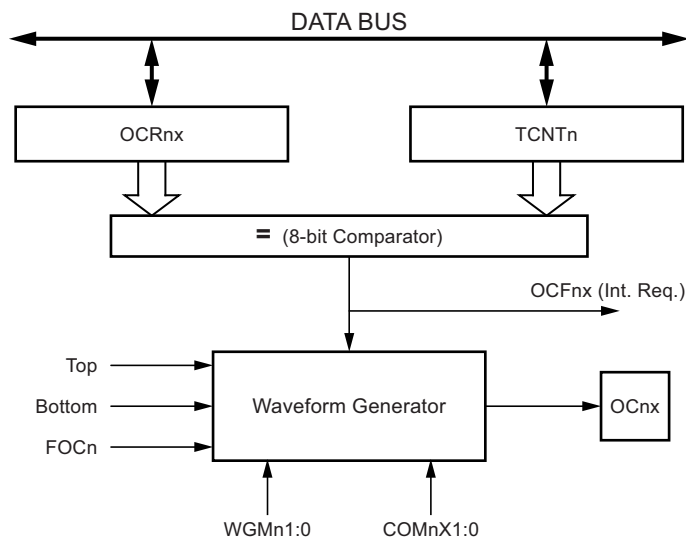 DATA BUS
OCRnx
TCNTn
= (8-bit Comparator)
OCFnx (Int. Req.)
Top
Bottom
FOCn
Waveform Generator
OCnx
WGMn1:0
COMnX1:0